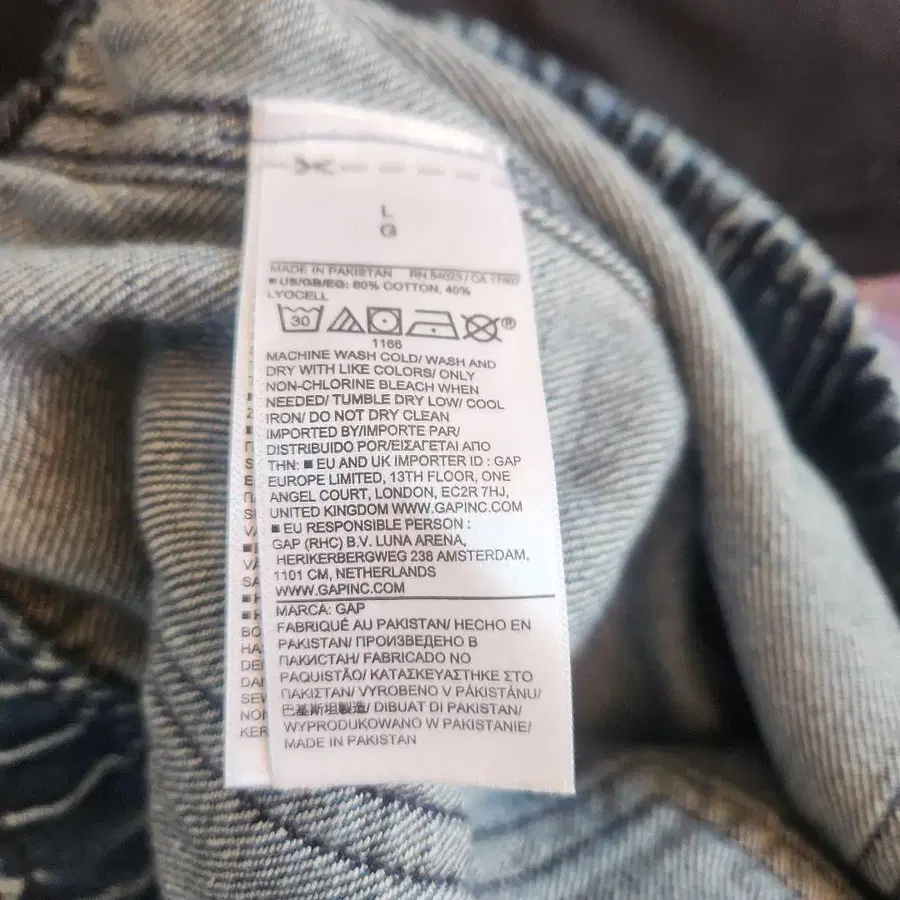 L
G
MADE IN PAKISTAN RN 54023 / CA 17897
■ US/GB/EG: 60% COTTON, 40%
LYOCELL
30
®
1166
MACHINE WASH COLD/ WASH AND
DRY WITH LIKE COLORS/ ONLY
NON-CHLORINE BLEACH WHEN
NEEDED/ TUMBLE DRY LOW/ COOL
IRON/ DO NOT DRY CLEAN
IMPORTED BY/IMPORTE PAR/
DISTRIBUIDO POR/ΕΙΣΑΓΕΤΑΙ ΑΠΟ
ΤΗΝ: ■ EU AND UK IMPORTER ID : GAP
EUROPE LIMITED, 13TH FLOOR, ONE
ANGEL COURT, LONDON, EC2R 7HJ,
UNITED KINGDOM WWW.GAPINC.COM
■ EU RESPONSIBLE PERSON :
GAP (RHC) B.V. LUNA ARENA,
HERIKERBERGWEG 238 AMSTERDAM,
1101 CM, NETHERLANDS
WWW.GAPINC.COM
MARCA: GAP
FABRIQUÉ AU PAKISTAN/ HECHO EN
PAKISTAN/ ПРОИЗВЕДЕНО В
ПАКИСТАН/ FABRICADO NO
PAQUISTÃO/ ΚΑΤΑΣΚΕΥΑΣΤΗΚΕ ΣΤΟ
ΠΑΚΙΣΤΑΝ/ VYROBENO V PÁKISTÁNU/
巴基斯坦製造/ DIBUAT DI PAKISTAN/
WYPRODUKOWANO W PAKISTANIE/
MADE IN PAKISTAN